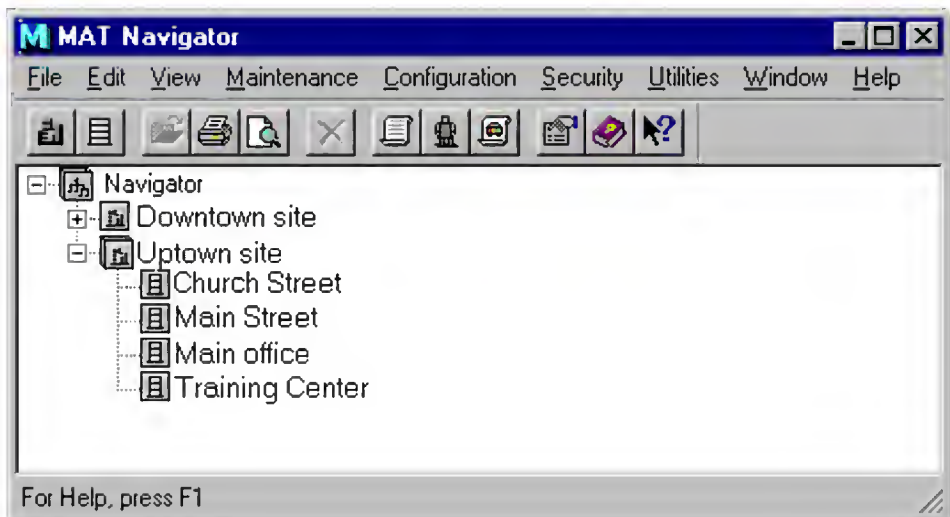 MAT Navigator
File Edit View Maintenance Configuration Security Utilities Window Help
Navigator
Downtown site
Uptown site
Church Street
Main Street
Main office
Training Center
For Help, press F1